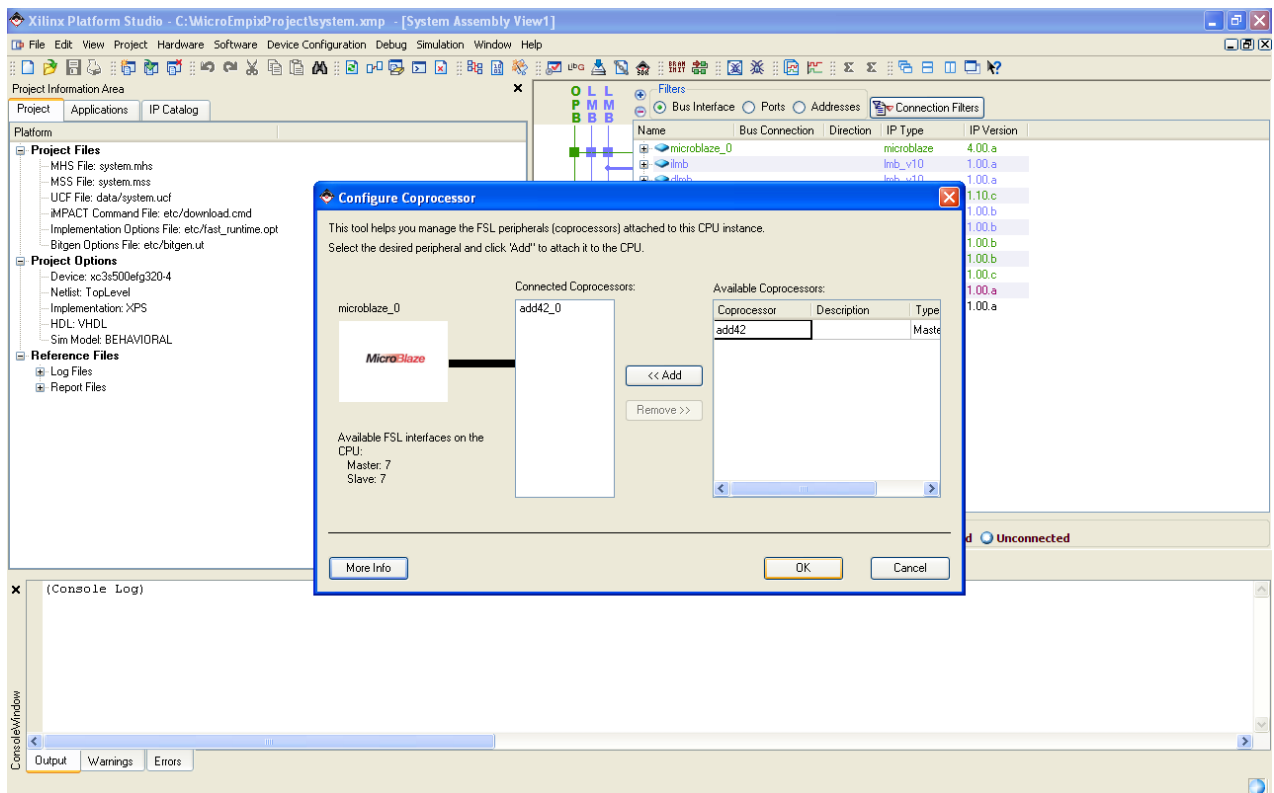 Xilinx Platform Studio - C:\MicroEmpixProject\system.xmp - [System Assembly View1]
File Edit View Project Hardware Software Device Configuration Debug Simulation Window Help
Project Information Area
Project Applications IP Catalog
Platform
Project Files
MHS File: system.mhs
MSS File: system.mss
UCF File: data/system.ucf
iMPACT Command File: etc/download.cmd
Implementation Options File: etc/fast_runtime.opt
Bitgen Options File: etc/bitgen.ut
Project Options
Device: xc3s500efg320-4
Netlist: TopLevel
Implementation: XPS
HDL: VHDL
Sim Model: BEHAVIORAL
Reference Files
Log Files
Report Files
O L L
P M M
B B B
Filters
Bus Interface Ports Addresses Connection Filters
Name Bus Connection Direction IP Type IP Version
microblaze_0 microblaze 4.00.a
ilmb lmb_v10 1.00.a
dlmb lmb_v10 1.00.a
1.10.c
1.00.b
1.00.b
1.00.b
1.00.b
1.00.c
1.00.a
1.00.a
d Unconnected
Configure Coprocessor
This tool helps you manage the FSL peripherals (coprocessors) attached to this CPU instance.
Select the desired peripheral and click 'Add" to attach it to the CPU.
Connected Coprocessors:
Available Coprocessors:
microblaze_0
add42_0
Coprocessor Description Type
add42 Maste
MicroBlaze
<< Add
Remove >>
Available FSL interfaces on the
CPU:
Master: 7
Slave: 7
More Info
OK
Cancel
(Console Log)
ConsoleWindow
Output Warnings Errors